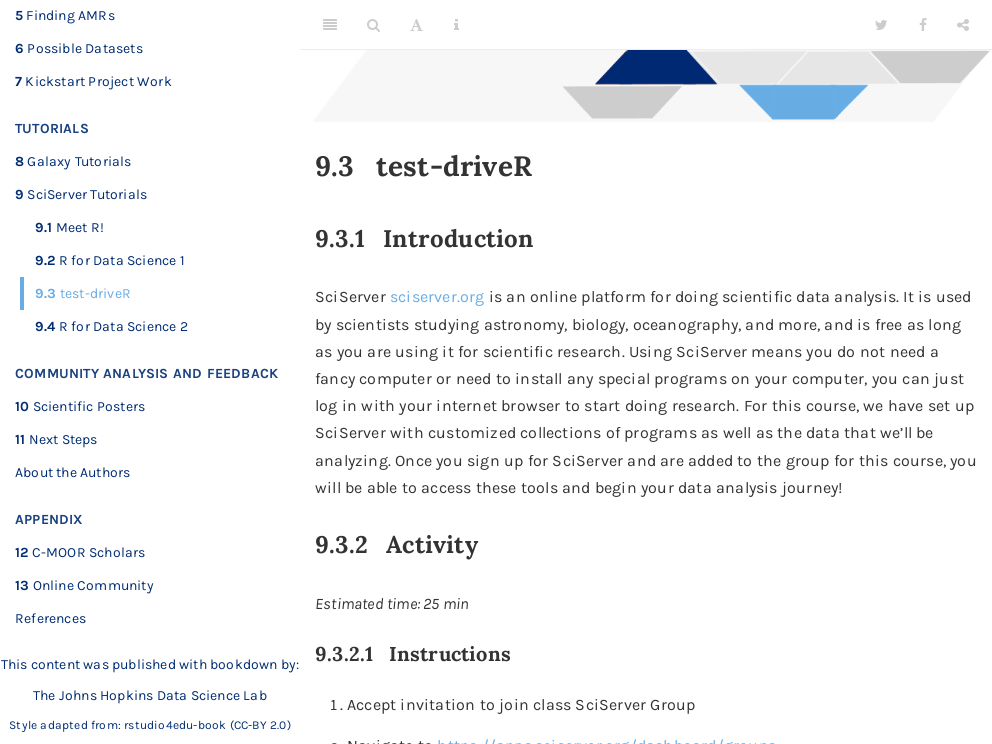 5 Finding AMRs
6 Possible Datasets
7 Kickstart Project Work
TUTORIALS
8 Galaxy Tutorials
9 SciServer Tutorials
9.1 Meet R!
9.2 R for Data Science 1
9.3 test-driveR
9.4 R for Data Science 2
COMMUNITY ANALYSIS AND FEEDBACK
10 Scientific Posters
11 Next Steps
About the Authors
APPENDIX
12 C-MOOR Scholars
13 Online Community
References
This content was published with bookdown by:
The Johns Hopkins Data Science Lab
Style adapted from: rstudio4edu-book (CC-BY 2.0)
9.3 test-driveR
9.3.1 Introduction
SciServer sciserver.org is an online platform for doing scientific data analysis. It is used
by scientists studying astronomy, biology, oceanography, and more, and is free as long
as you are using it for scientific research. Using SciServer means you do not need a
fancy computer or need to install any special programs on your computer, you can just
log in with your internet browser to start doing research. For this course, we have set up
SciServer with customized collections of programs as well as the data that we'll be
analyzing. Once you sign up for SciServer and are added to the group for this course, you
will be able to access these tools and begin your data analysis journey!
9.3.2 Activity
Estimated time: 25 min
9.3.2.1 Instructions
1. Accept invitation to join class SciServer Group
2. Navigate to https://apps.sciserver.org/dashboard/groups